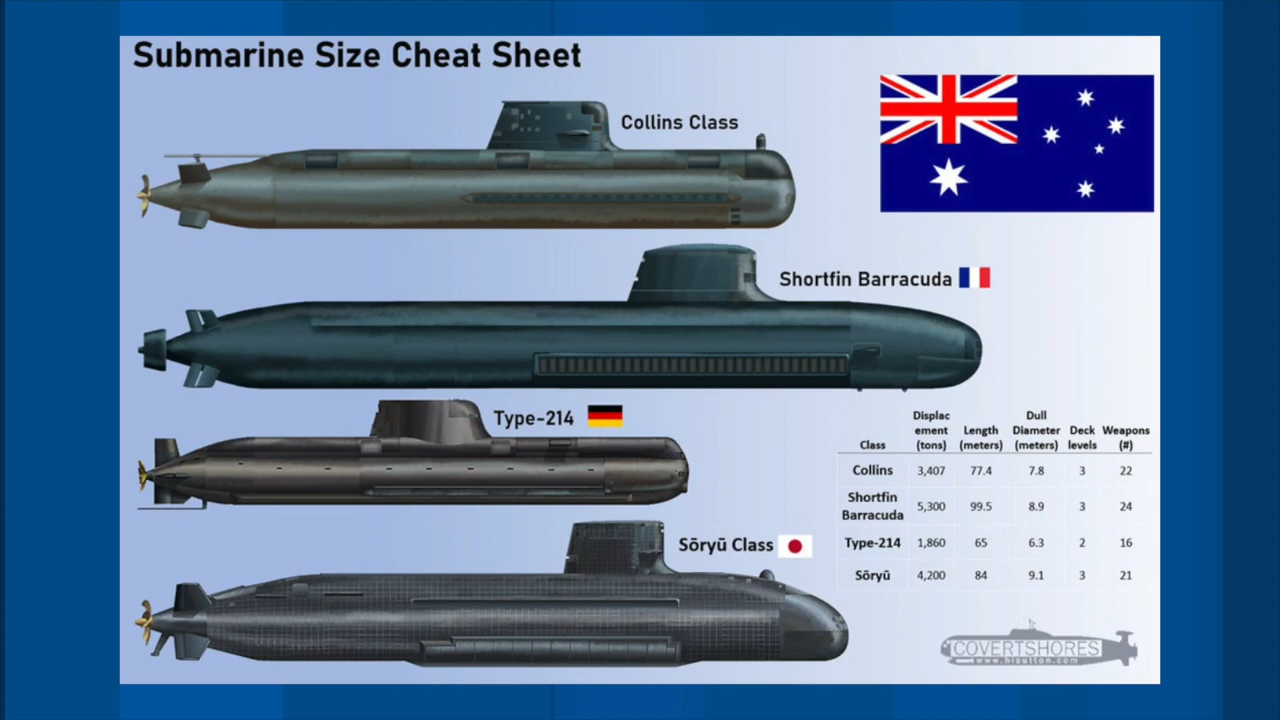 Submarine Size Cheat Sheet
Collins Class
Shortfin Barracuda
Type-214
Displac Dull
ement Length Diameter Deck Weapons
Class (tons) (meters) (meters) levels (#)
Collins 3,407 77.4 7.8 3 22
Shortfin
Barracuda 5,300 99.5 8.9 3 24
Type-214 1,860 65 6.3 2 16
Sōryū 4,200 84 9.1 3 21
Sōryū Class
COVERTSHORES
www.hisutton.com